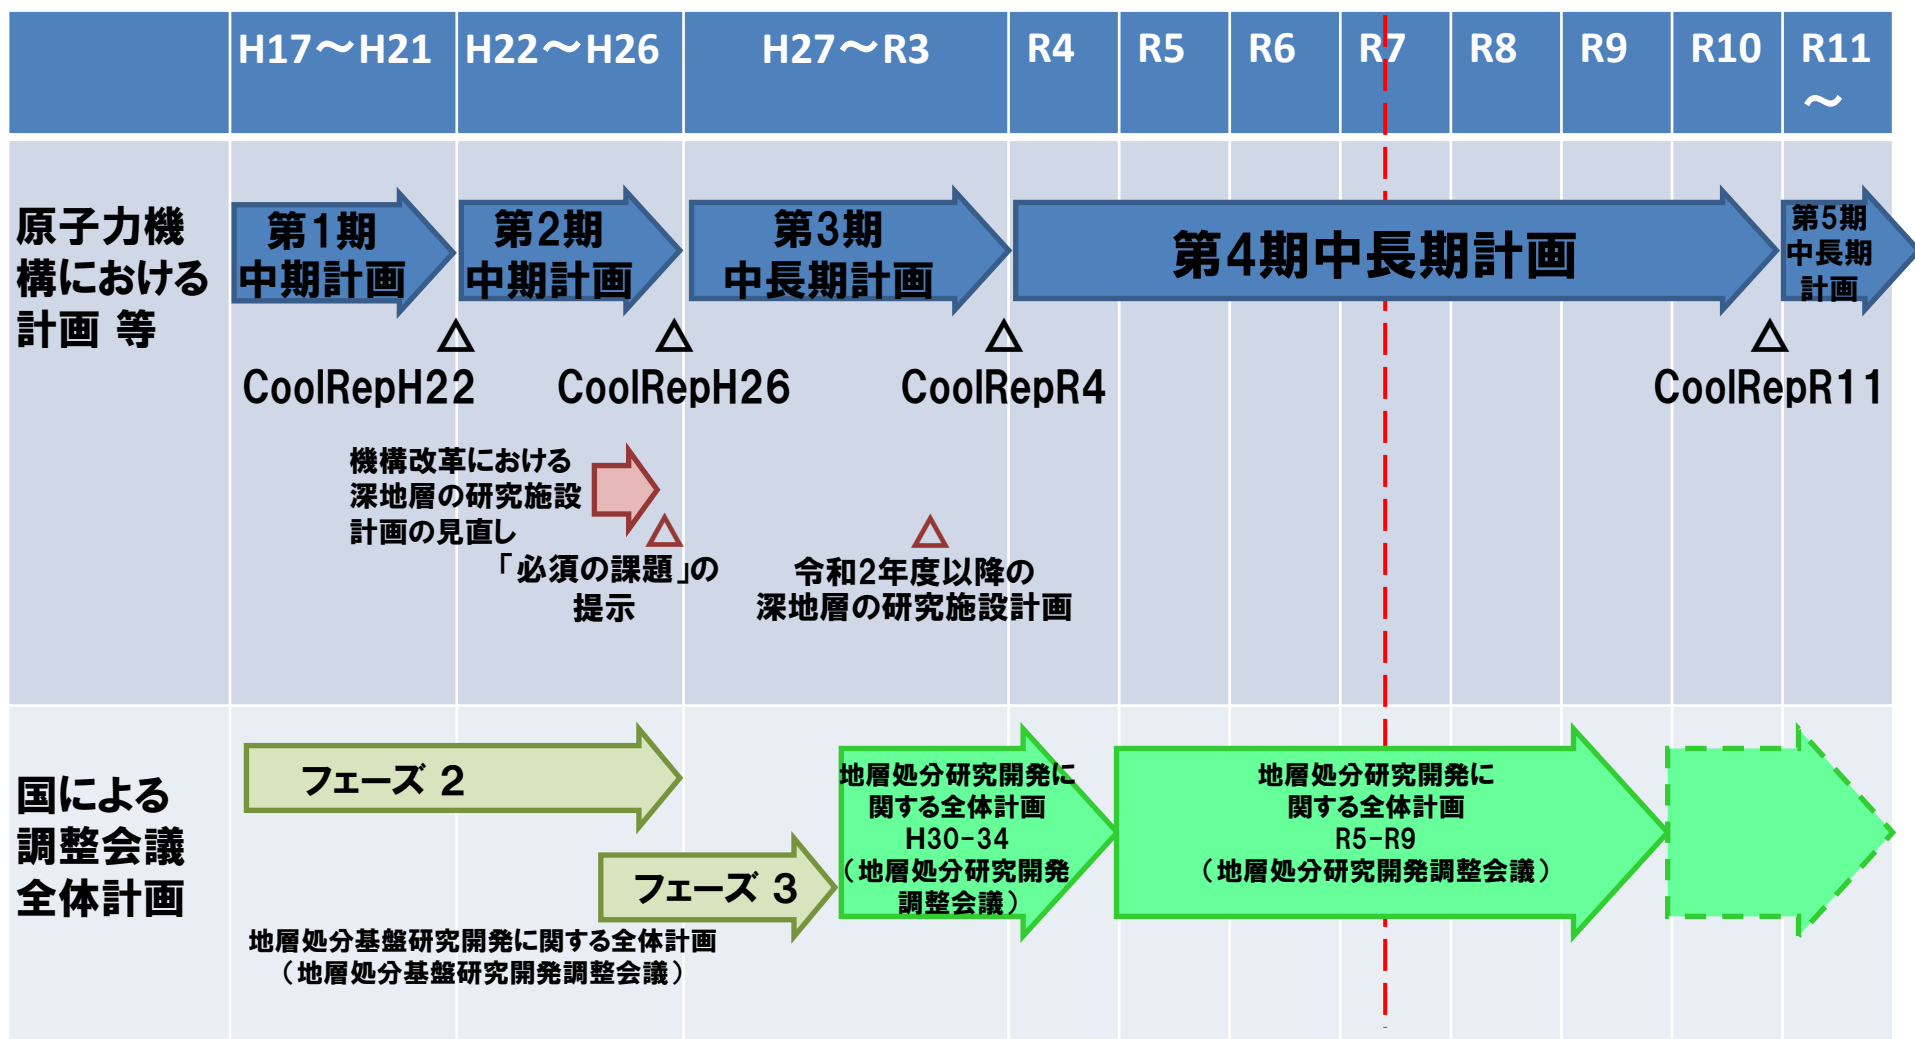 H17～H21
H22～H26
H27～R3
R4
R5
R6
R7
R8
R9
R10
R11
～
原子力機
構における
計画 等
第1期
中期計画
第2期
中期計画
第3期
中長期計画
第4期中長期計画
第5期
中長期
計画
CoolRepH22
CoolRepH26
CoolRepR4
CoolRepR11
機構改革における
深地層の研究施設
計画の見直し
「必須の課題」の
提示
令和2年度以降の
深地層の研究施設計画
国による
調整会議
全体計画
フェーズ 2
フェーズ 3
地層処分基盤研究開発に関する全体計画
（地層処分基盤研究開発調整会議）
地層処分研究開発に
関する全体計画
H30-34
（地層処分研究開発
調整会議）
地層処分研究開発に
関する全体計画
R5-R9
（地層処分研究開発調整会議）